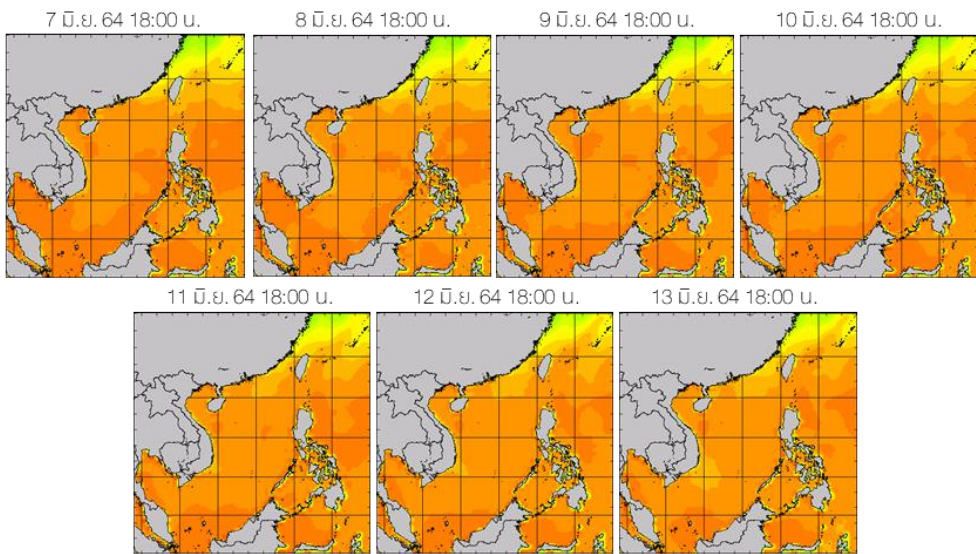 7 มิ.ย. 64 18:00 น.
8 มิ.ย. 64 18:00 น.
9 มิ.ย. 64 18:00 น.
10 มิ.ย. 64 18:00 น.
11 มิ.ย. 64 18:00 น.
12 มิ.ย. 64 18:00 น.
13 มิ.ย. 64 18:00 น.